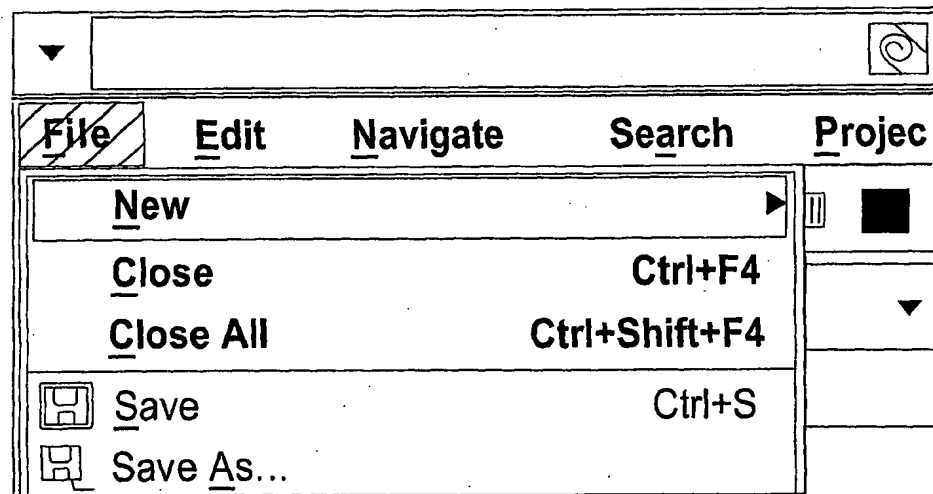 File Edit Navigate Search Projec
New
Close Ctrl+F4
Close All Ctrl+Shift+F4
Save Ctrl+S
Save As...